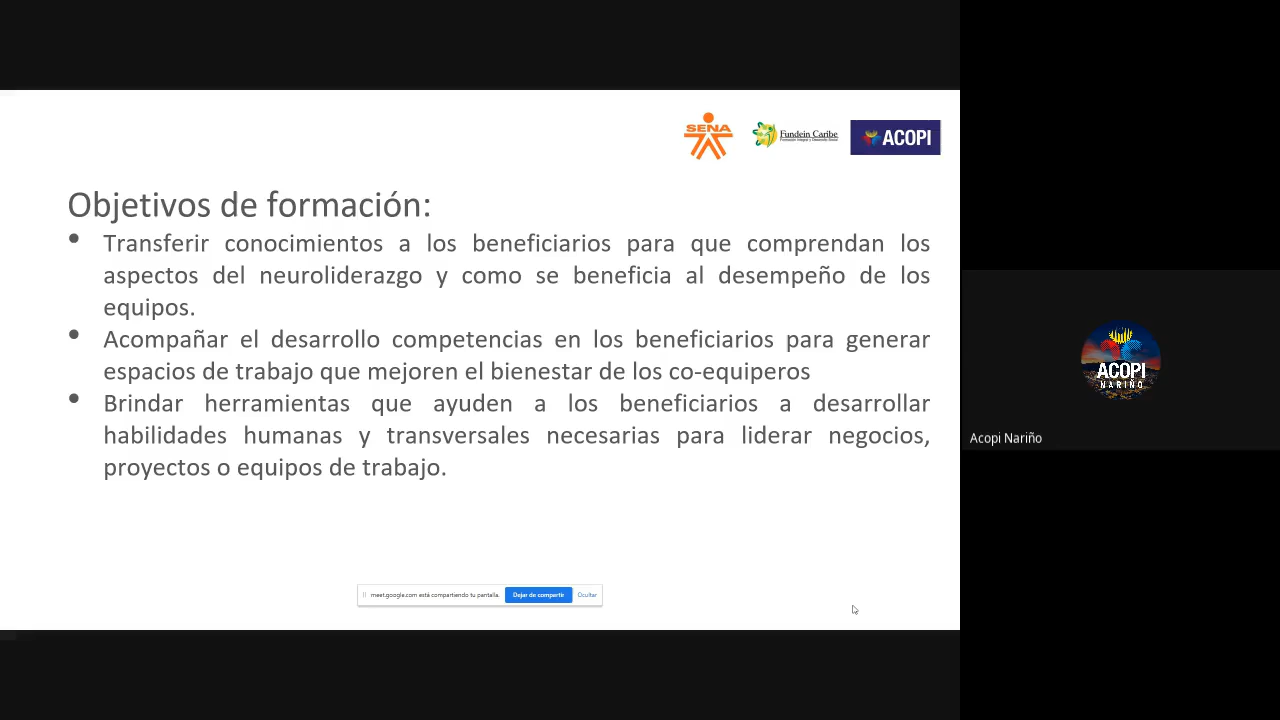 SENA
Fundein Caribe
ACOPI
Objetivos de formación:
• Transferir conocimientos a los beneficiarios para que comprendan los
aspectos del neuroliderazgo y como se beneficia al desempeño de los
equipos.
• Acompañar el desarrollo competencias en los beneficiarios para generar
espacios de trabajo que mejoren el bienestar de los co-equiperos
• Brindar herramientas que ayuden a los beneficiarios a desarrollar
habilidades humanas y transversales necesarias para liderar negocios,
proyectos o equipos de trabajo.
ACOPI
NARIÑO
Acopi Nariño
meet.google.com está compartiendo tu pantalla.
Dejar de compartir
Ocultar